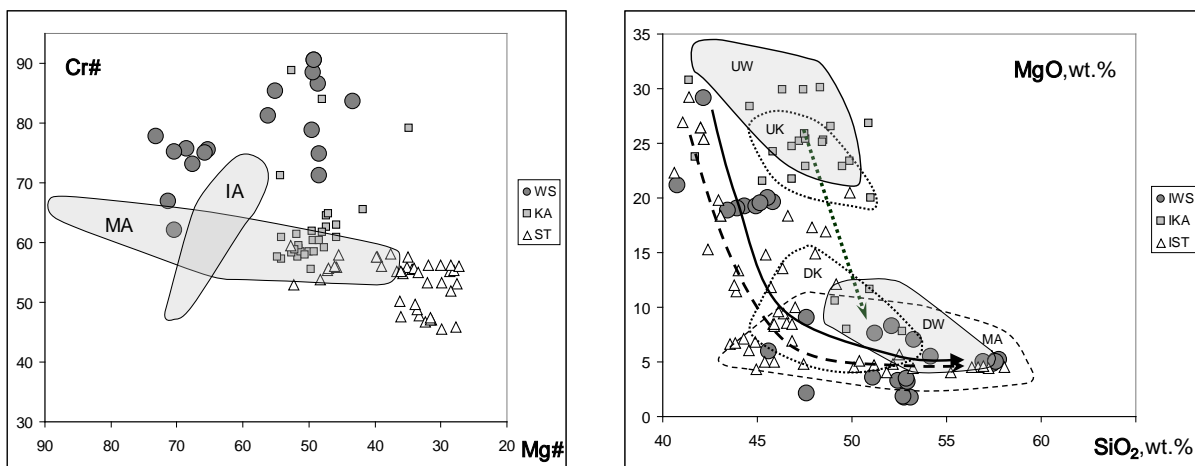 Cr#
90
80
70
60
50
40
30
MA
IA
90 80 70 60 50 40 30 20
Mg#
WS
KA
ST
MgO,wt.%
35
30
25
20
15
10
5
0
UW
UK
DK
DW
MA
40 45 50 55 60 65
SiO₂,wt.%
IWS
IKA
IST